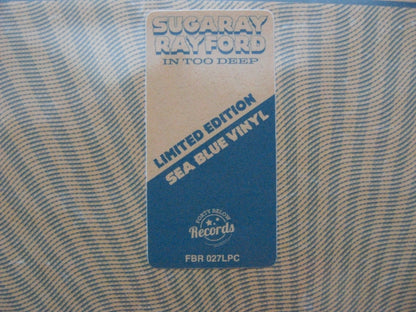 SUGARAY
RAYFORD
IN TOO DEEP
LIMITED EDITION
SEA BLUE VINYL
FORTY BELOW
Records
FBR 027LPC